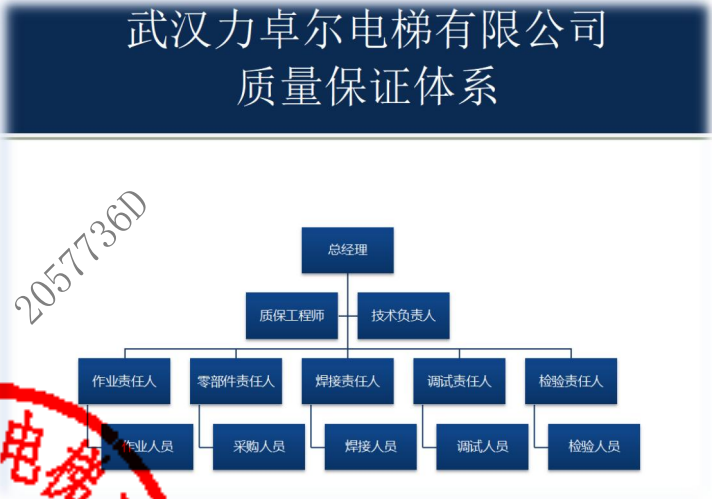 武汉力卓尔电梯有限公司
质量保证体系
2057736D
总经理
质保工程师 技术负责人
作业责任人 零部件责任人 焊接责任人 调试责任人 检验责任人
作业人员 采购人员 焊接人员 调试人员 检验人员
电梯